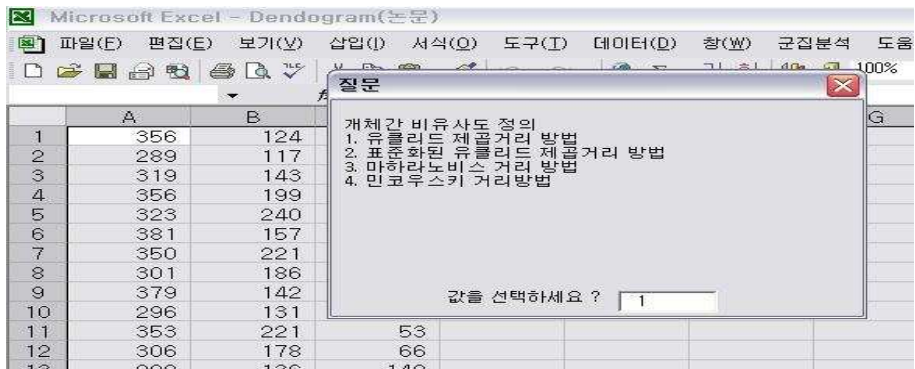 Microsoft Excel - Dendogram(논문)
파일(F) 편집(E) 보기(V) 삽입(I) 서식(O) 도구(T) 데이터(D) 창(W) 군집분석 도움
100%
질문
개체간 비유사도 정의
1. 유클리드 제곱거리 방법
2. 표준화된 유클리드 제곱거리 방법
3. 마하라노비스 거리 방법
4. 민코우스키 거리방법
값을 선택하세요 ? 1
A B G
1 356 124
2 289 117
3 319 143
4 356 199
5 323 240
6 381 157
7 350 221
8 301 186
9 379 142
10 296 131
11 353 221 53
12 306 178 66